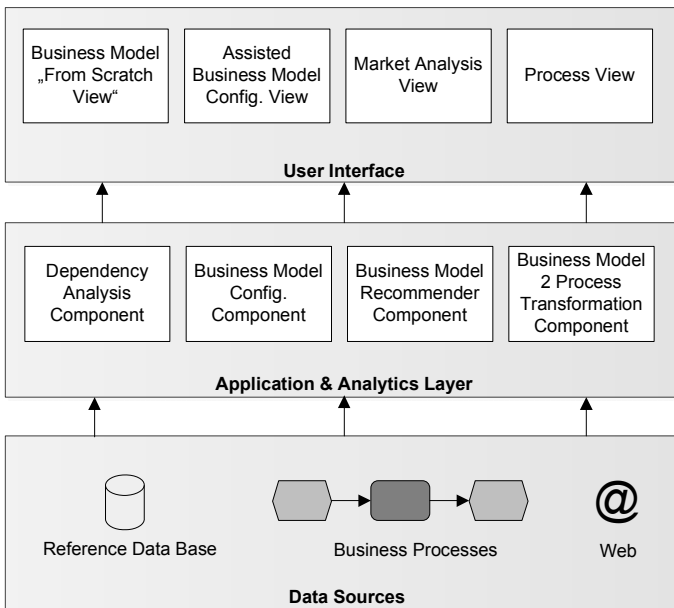 Business Model
„From Scratch
View“
Assisted
Business Model
Config. View
Market Analysis
View
Process View
User Interface
Dependency
Analysis
Component
Business Model
Config.
Component
Business Model
Recommender
Component
Business Model
2 Process
Transformation
Component
Application & Analytics Layer
@
Reference Data Base
Business Processes
Web
Data Sources